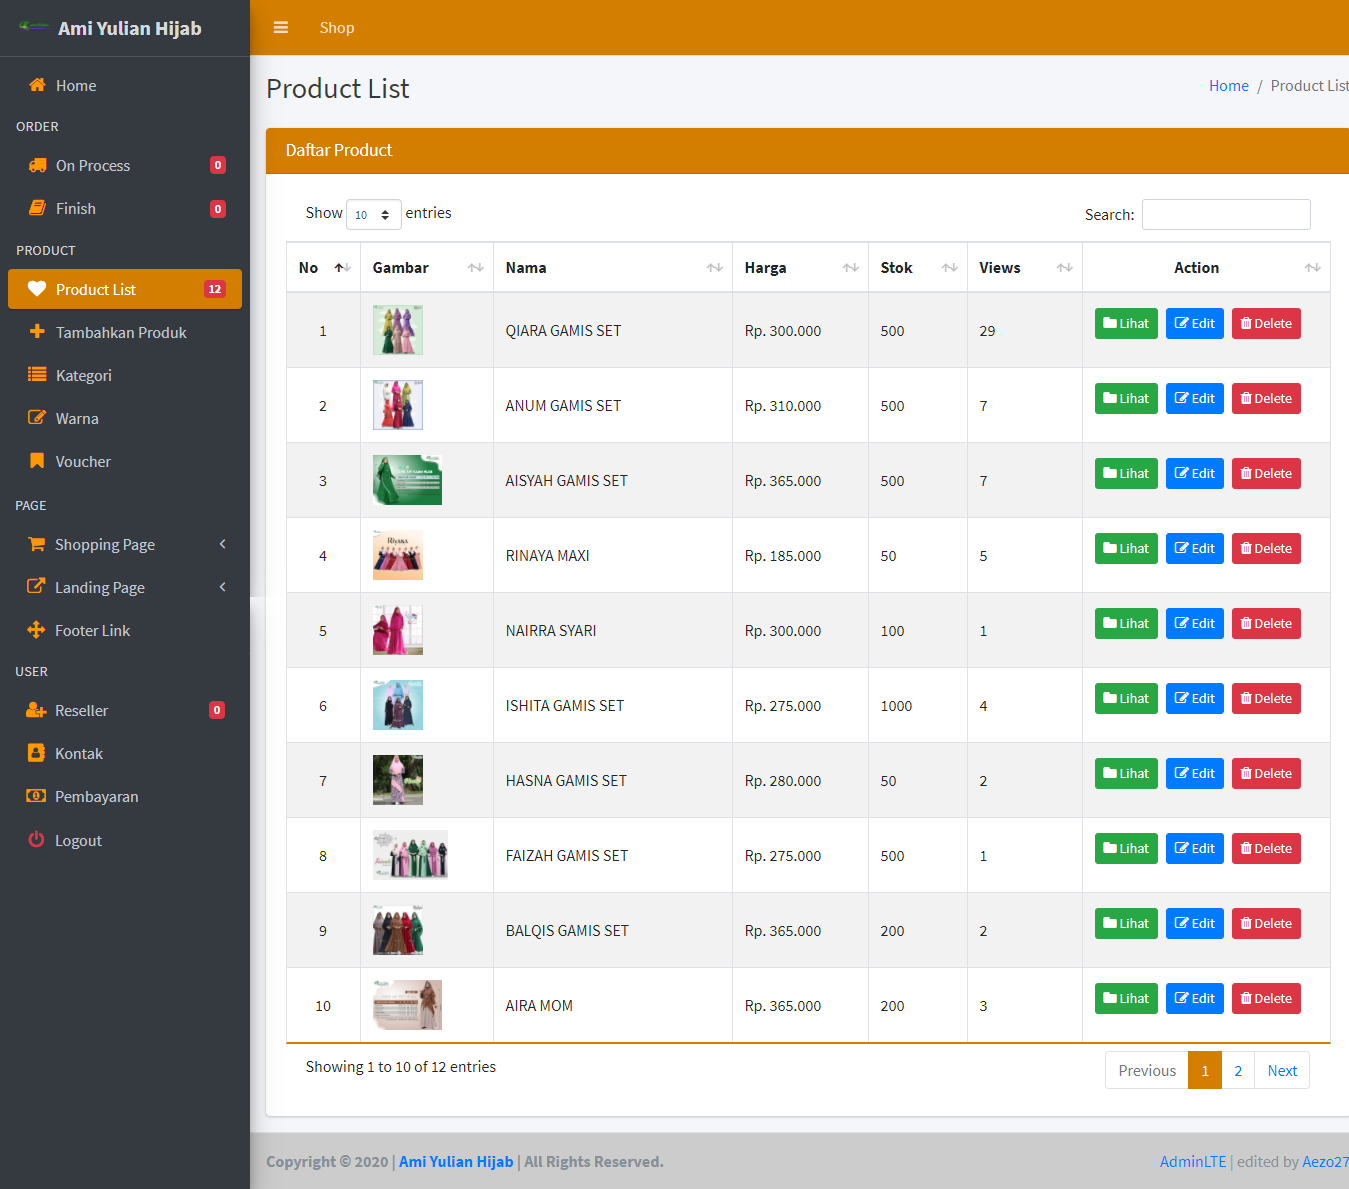 Ami Yulian Hijab
Shop
Home
ORDER
On Process 0
Finish 0
PRODUCT
Product List 12
Tambahkan Produk
Kategori
Warna
Voucher
PAGE
Shopping Page
Landing Page
Footer Link
USER
Reseller 0
Kontak
Pembayaran
Logout
Product List
Home / Product List
Daftar Product
Show 10 entries
Search:
No Gambar Nama Harga Stok Views Action
1 QIARA GAMIS SET Rp. 300.000 500 29 Lihat Edit Delete
2 ANUM GAMIS SET Rp. 310.000 500 7 Lihat Edit Delete
3 AISYAH GAMIS SET Rp. 365.000 500 7 Lihat Edit Delete
4 Riyana RINAYA MAXI Rp. 185.000 50 5 Lihat Edit Delete
5 NAIRRA SYARI Rp. 300.000 100 1 Lihat Edit Delete
6 ISHITA GAMIS SET Rp. 275.000 1000 4 Lihat Edit Delete
7 HASNA GAMIS SET Rp. 280.000 50 2 Lihat Edit Delete
8 FAIZAH GAMIS SET Rp. 275.000 500 1 Lihat Edit Delete
9 BALQIS GAMIS SET Rp. 365.000 200 2 Lihat Edit Delete
10 AIRA MOM Rp. 365.000 200 3 Lihat Edit Delete
Showing 1 to 10 of 12 entries
Previous 1 2 Next
Copyright © 2020 | Ami Yulian Hijab | All Rights Reserved.
AdminLTE | edited by Aezo27